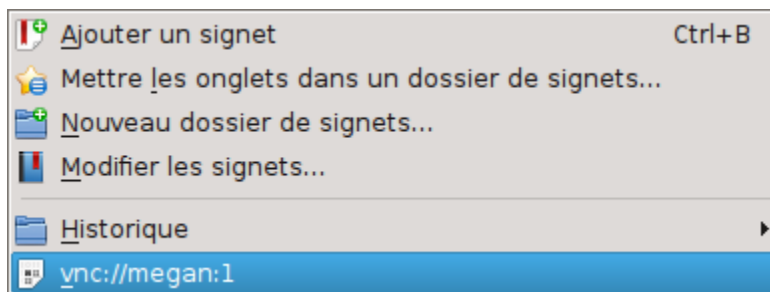 Ajouter un signet Ctrl+B
Mettre les onglets dans un dossier de signets...
Nouveau dossier de signets...
Modifier les signets...
Historique
vnc://megan:1